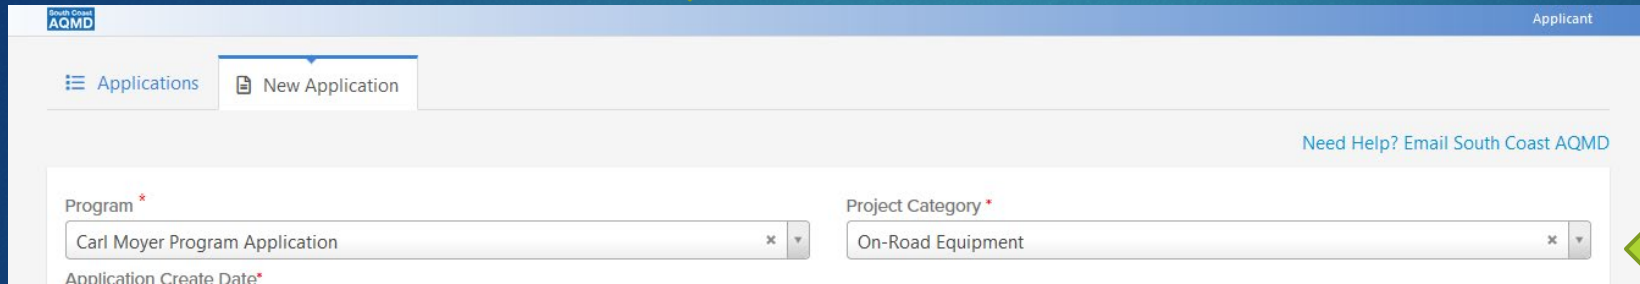 South Coast
AQMD
Applicant
Applications
New Application
Need Help? Email South Coast AQMD
Program *
Project Category *
Carl Moyer Program Application
On-Road Equipment
Application Create Date*